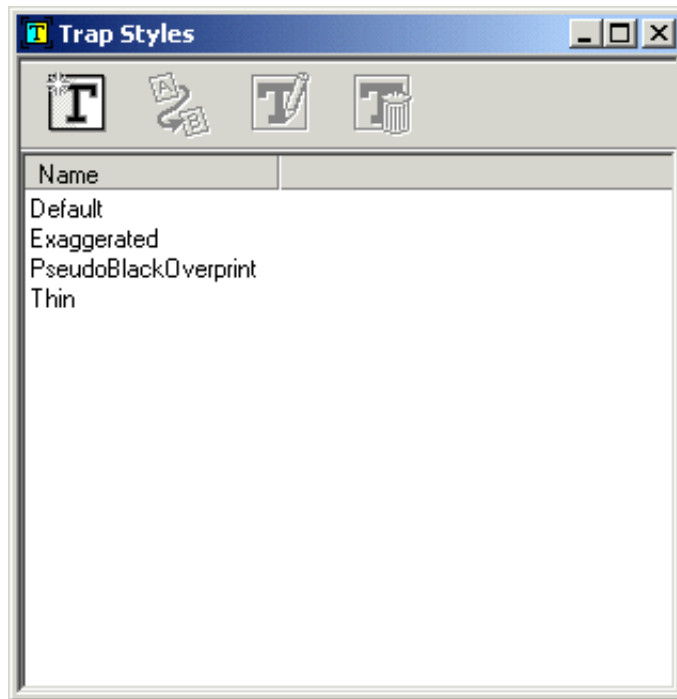 Trap Styles
Name
Default
Exaggerated
PseudoBlackOverprint
Thin